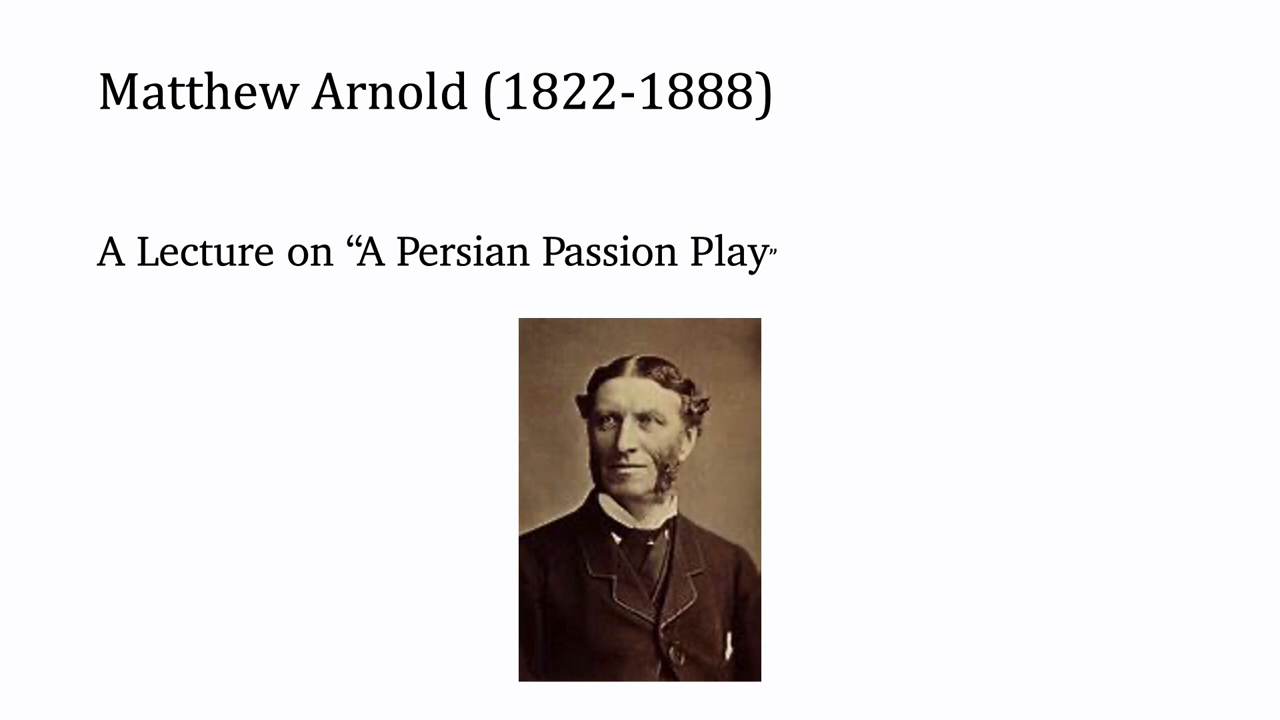 Matthew Arnold (1822-1888)
A Lecture on “A Persian Passion Play”